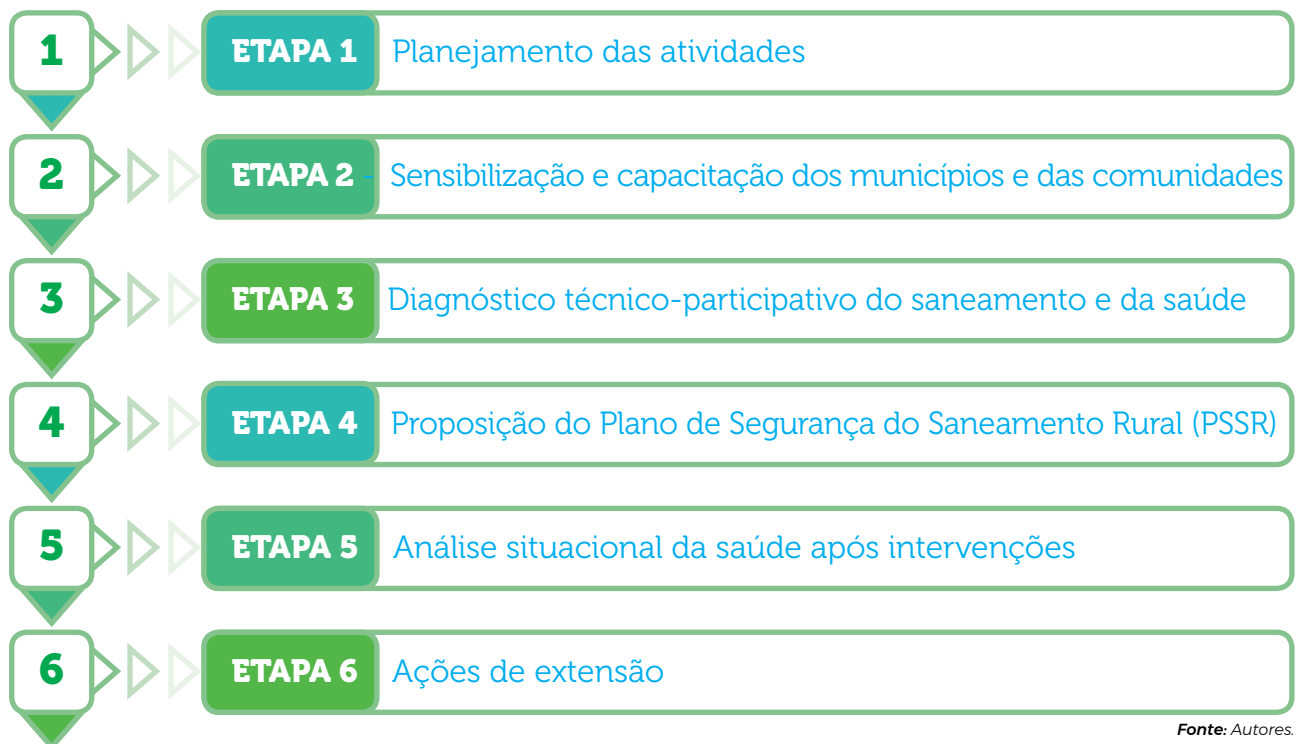 1 ETAPA 1 Planejamento das atividades
2 ETAPA 2 - Sensibilização e capacitação dos municípios e das comunidades
3 ETAPA 3 Diagnóstico técnico-participativo do saneamento e da saúde
4 ETAPA 4 Proposição do Plano de Segurança do Saneamento Rural (PSSR)
5 ETAPA 5 Análise situacional da saúde após intervenções
6 ETAPA 6 Ações de extensão
Fonte: Autores.